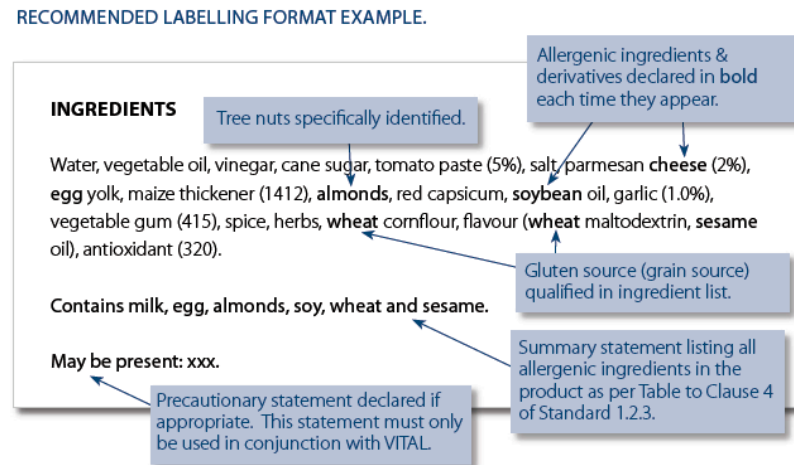 RECOMMENDED LABELLING FORMAT EXAMPLE.
Allergenic ingredients &
derivatives declared in bold
each time they appear.
INGREDIENTS
Tree nuts specifically identified.
Water, vegetable oil, vinegar, cane sugar, tomato paste (5%), salt, parmesan cheese (2%),
egg yolk, maize thickener (1412), almonds, red capsicum, soybean oil, garlic (1.0%),
vegetable gum (415), spice, herbs, wheat cornflour, flavour (wheat maltodextrin, sesame
oil), antioxidant (320).
Gluten source (grain source)
qualified in ingredient list.
Contains milk, egg, almonds, soy, wheat and sesame.
Summary statement listing all
allergenic ingredients in the
product as per Table to Clause 4
of Standard 1.2.3.
May be present: xxx.
Precautionary statement declared if
appropriate. This statement must only
be used in conjunction with VITAL.